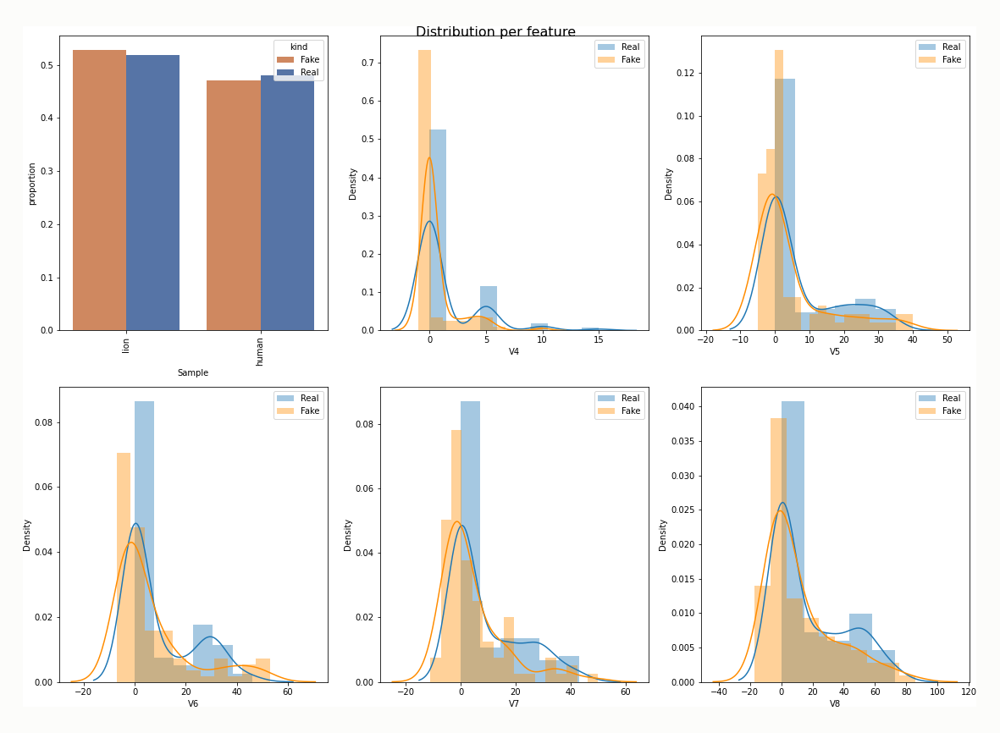 Distribution per feature
kind
Fake
Real
0.5
0.4
0.3
0.2
0.1
0.0
proportion
lion
human
Sample
Real
Fake
0.7
0.6
0.5
0.4
0.3
0.2
0.1
0.0
Density
0 5 10 15
V4
Real
Fake
0.12
0.10
0.08
0.06
0.04
0.02
0.00
Density
−20 −10 0 10 20 30 40 50
V5
Real
Fake
0.08
0.06
0.04
0.02
0.00
Density
−20 0 20 40 60
V6
Real
Fake
0.08
0.06
0.04
0.02
0.00
Density
−20 0 20 40 60
V7
Real
Fake
0.040
0.035
0.030
0.025
0.020
0.015
0.010
0.005
0.000
Density
−40 −20 0 20 40 60 80 100 120
V8